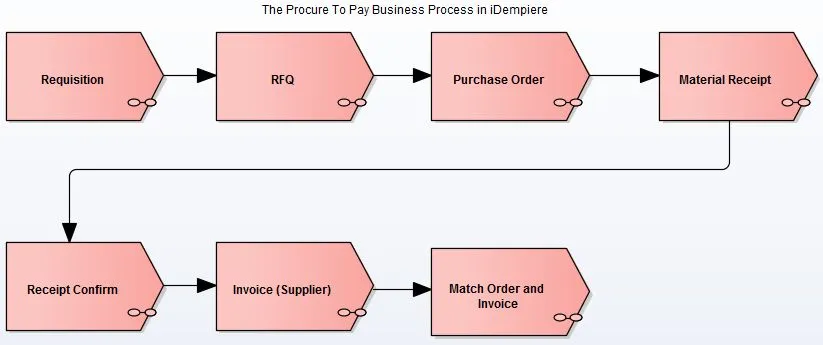 The Procure To Pay Business Process in iDempiere
Requisition
RFQ
Purchase Order
Material Receipt
Receipt Confirm
Invoice (Supplier)
Match Order and
Invoice